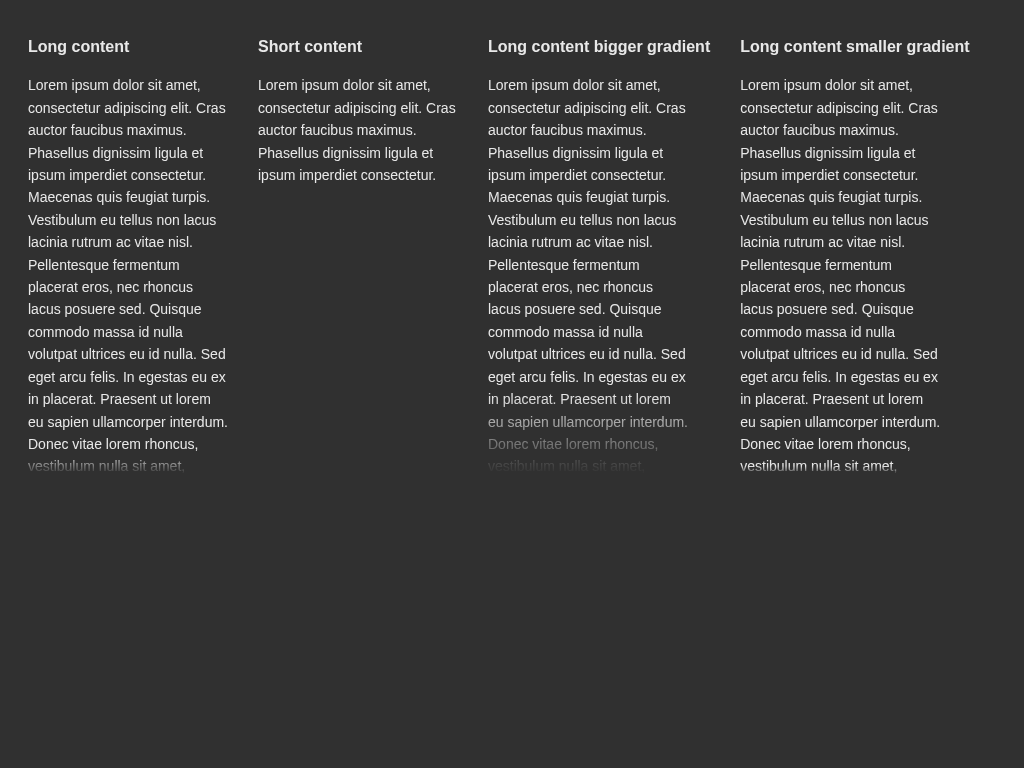 Long content
Lorem ipsum dolor sit amet,
consectetur adipiscing elit. Cras
auctor faucibus maximus.
Phasellus dignissim ligula et
ipsum imperdiet consectetur.
Maecenas quis feugiat turpis.
Vestibulum eu tellus non lacus
lacinia rutrum ac vitae nisl.
Pellentesque fermentum
placerat eros, nec rhoncus
lacus posuere sed. Quisque
commodo massa id nulla
volutpat ultrices eu id nulla. Sed
eget arcu felis. In egestas eu ex
in placerat. Praesent ut lorem
eu sapien ullamcorper interdum.
Donec vitae lorem rhoncus,
vestibulum nulla sit amet,
Short content
Lorem ipsum dolor sit amet,
consectetur adipiscing elit. Cras
auctor faucibus maximus.
Phasellus dignissim ligula et
ipsum imperdiet consectetur.
Long content bigger gradient
Lorem ipsum dolor sit amet,
consectetur adipiscing elit. Cras
auctor faucibus maximus.
Phasellus dignissim ligula et
ipsum imperdiet consectetur.
Maecenas quis feugiat turpis.
Vestibulum eu tellus non lacus
lacinia rutrum ac vitae nisl.
Pellentesque fermentum
placerat eros, nec rhoncus
lacus posuere sed. Quisque
commodo massa id nulla
volutpat ultrices eu id nulla. Sed
eget arcu felis. In egestas eu ex
in placerat. Praesent ut lorem
eu sapien ullamcorper interdum.
Donec vitae lorem rhoncus,
vestibulum nulla sit amet,
Long content smaller gradient
Lorem ipsum dolor sit amet,
consectetur adipiscing elit. Cras
auctor faucibus maximus.
Phasellus dignissim ligula et
ipsum imperdiet consectetur.
Maecenas quis feugiat turpis.
Vestibulum eu tellus non lacus
lacinia rutrum ac vitae nisl.
Pellentesque fermentum
placerat eros, nec rhoncus
lacus posuere sed. Quisque
commodo massa id nulla
volutpat ultrices eu id nulla. Sed
eget arcu felis. In egestas eu ex
in placerat. Praesent ut lorem
eu sapien ullamcorper interdum.
Donec vitae lorem rhoncus,
vestibulum nulla sit amet,